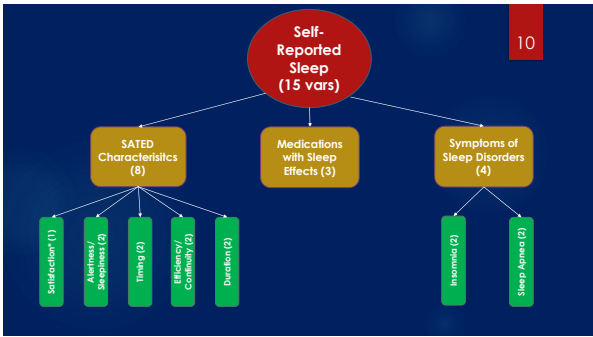 10
Self-
Reported
Sleep
(15 vars)
SATED
Characterisitcs
(8)
Medications
with Sleep
Effects (3)
Symptoms of
Sleep Disorders
(4)
Satisfaction* (1)
Alertness/
Sleepiness (2)
Timing (2)
Efficiency/
Continuity (2)
Duration (2)
Insomnia (2)
Sleep Apnea (2)